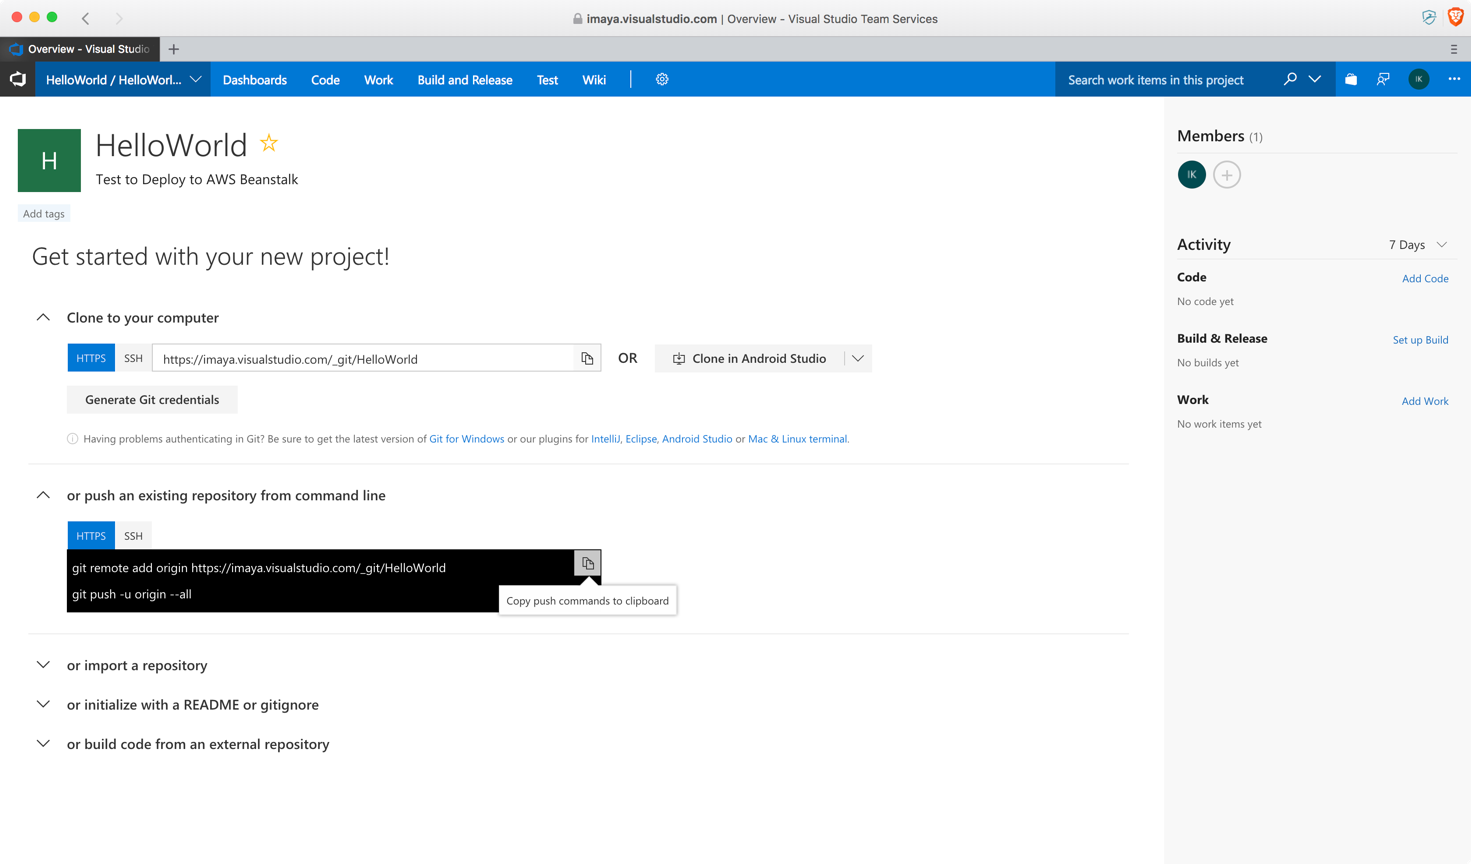 imaya.visualstudio.com | Overview - Visual Studio Team Services
Overview - Visual Studio
HelloWorld / HelloWorl... Dashboards Code Work Build and Release Test Wiki Search work items in this project IK
H
HelloWorld
Test to Deploy to AWS Beanstalk
Add tags
Get started with your new project!
Clone to your computer
HTTPS SSH https://imaya.visualstudio.com/_git/HelloWorld OR Clone in Android Studio
Generate Git credentials
Having problems authenticating in Git? Be sure to get the latest version of Git for Windows or our plugins for IntelliJ, Eclipse, Android Studio or Mac & Linux terminal.
or push an existing repository from command line
HTTPS SSH
git remote add origin https://imaya.visualstudio.com/_git/HelloWorld
git push -u origin --all
Copy push commands to clipboard
or import a repository
or initialize with a README or gitignore
or build code from an external repository
Members (1)
IK
Activity 7 Days
Code Add Code
No code yet
Build & Release Set up Build
No builds yet
Work Add Work
No work items yet